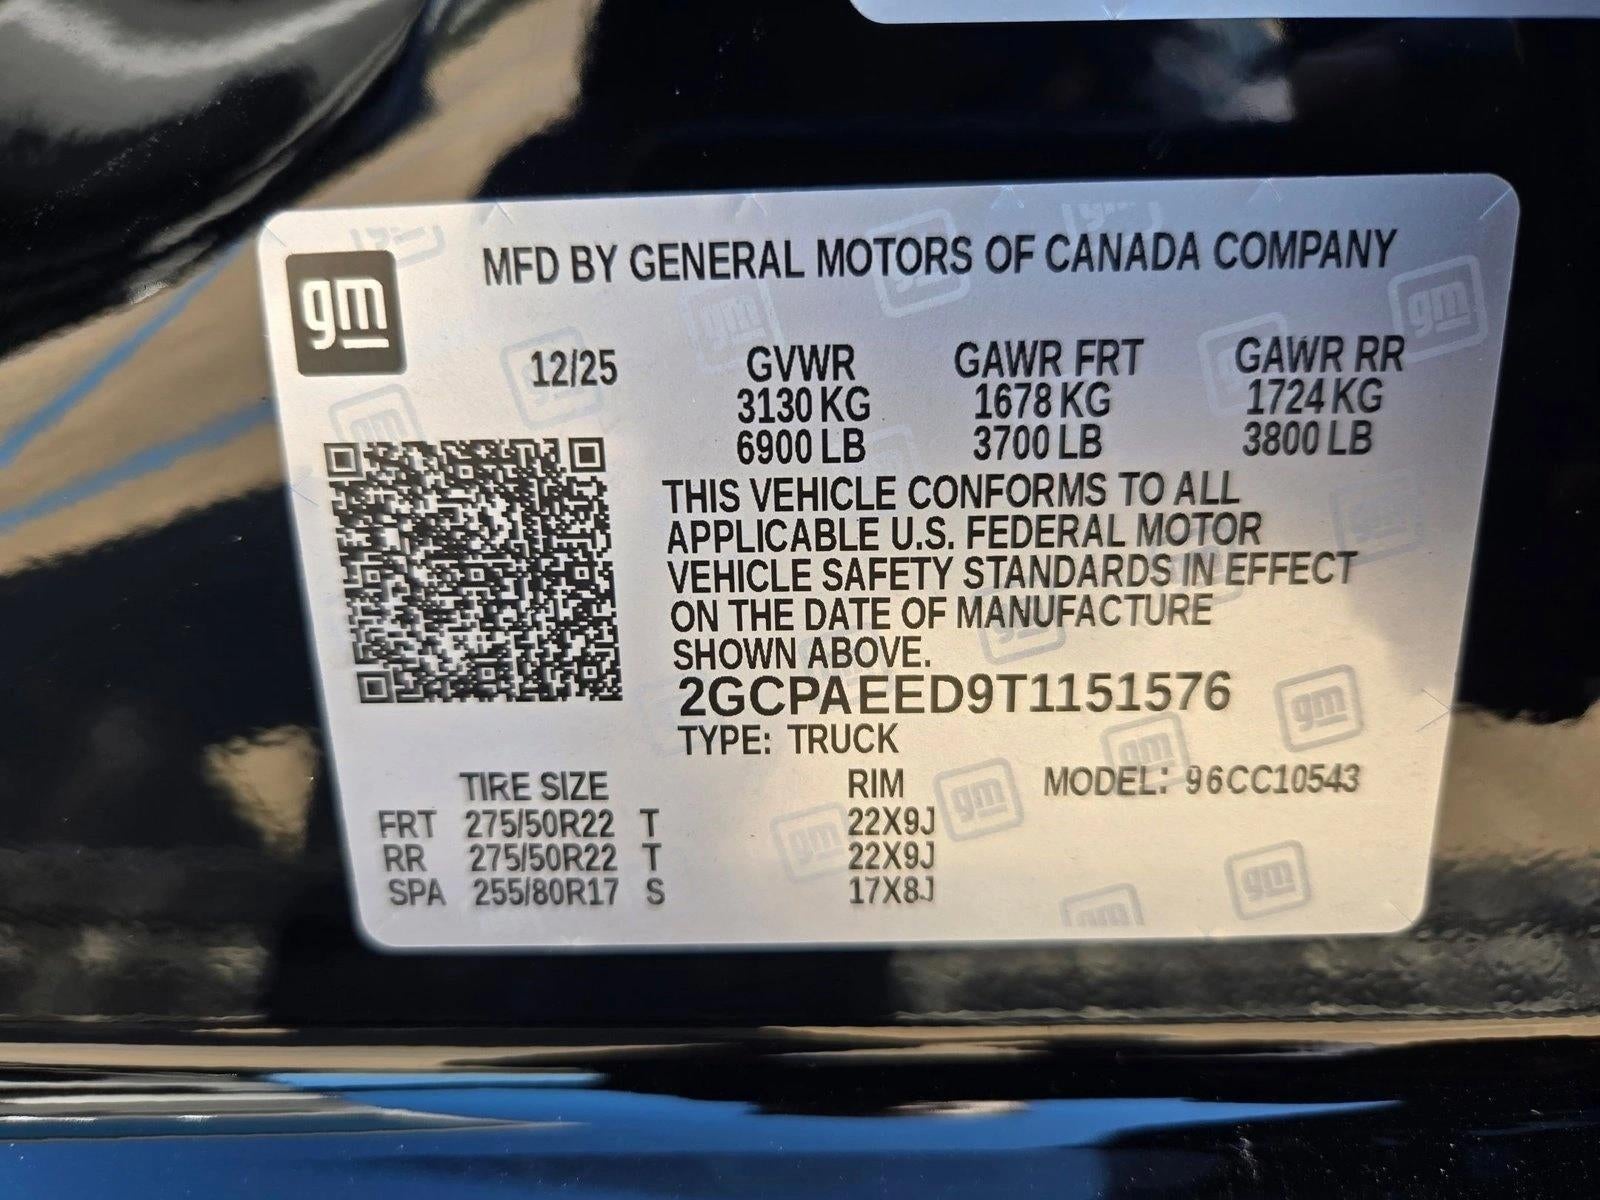 gm
MFD BY GENERAL MOTORS OF CANADA COMPANY
12/25 GVWR GAWR FRT GAWR RR
3130 KG 1678 KG 1724 KG
6900 LB 3700 LB 3800 LB
THIS VEHICLE CONFORMS TO ALL
APPLICABLE U.S. FEDERAL MOTOR
VEHICLE SAFETY STANDARDS IN EFFECT
ON THE DATE OF MANUFACTURE
SHOWN ABOVE.
2GCPAEED9T1151576
TYPE: TRUCK
TIRE SIZE RIM MODEL: 96CC10543
FRT 275/50R22 T 22X9J
RR 275/50R22 T 22X9J
SPA 255/80R17 S 17X8J